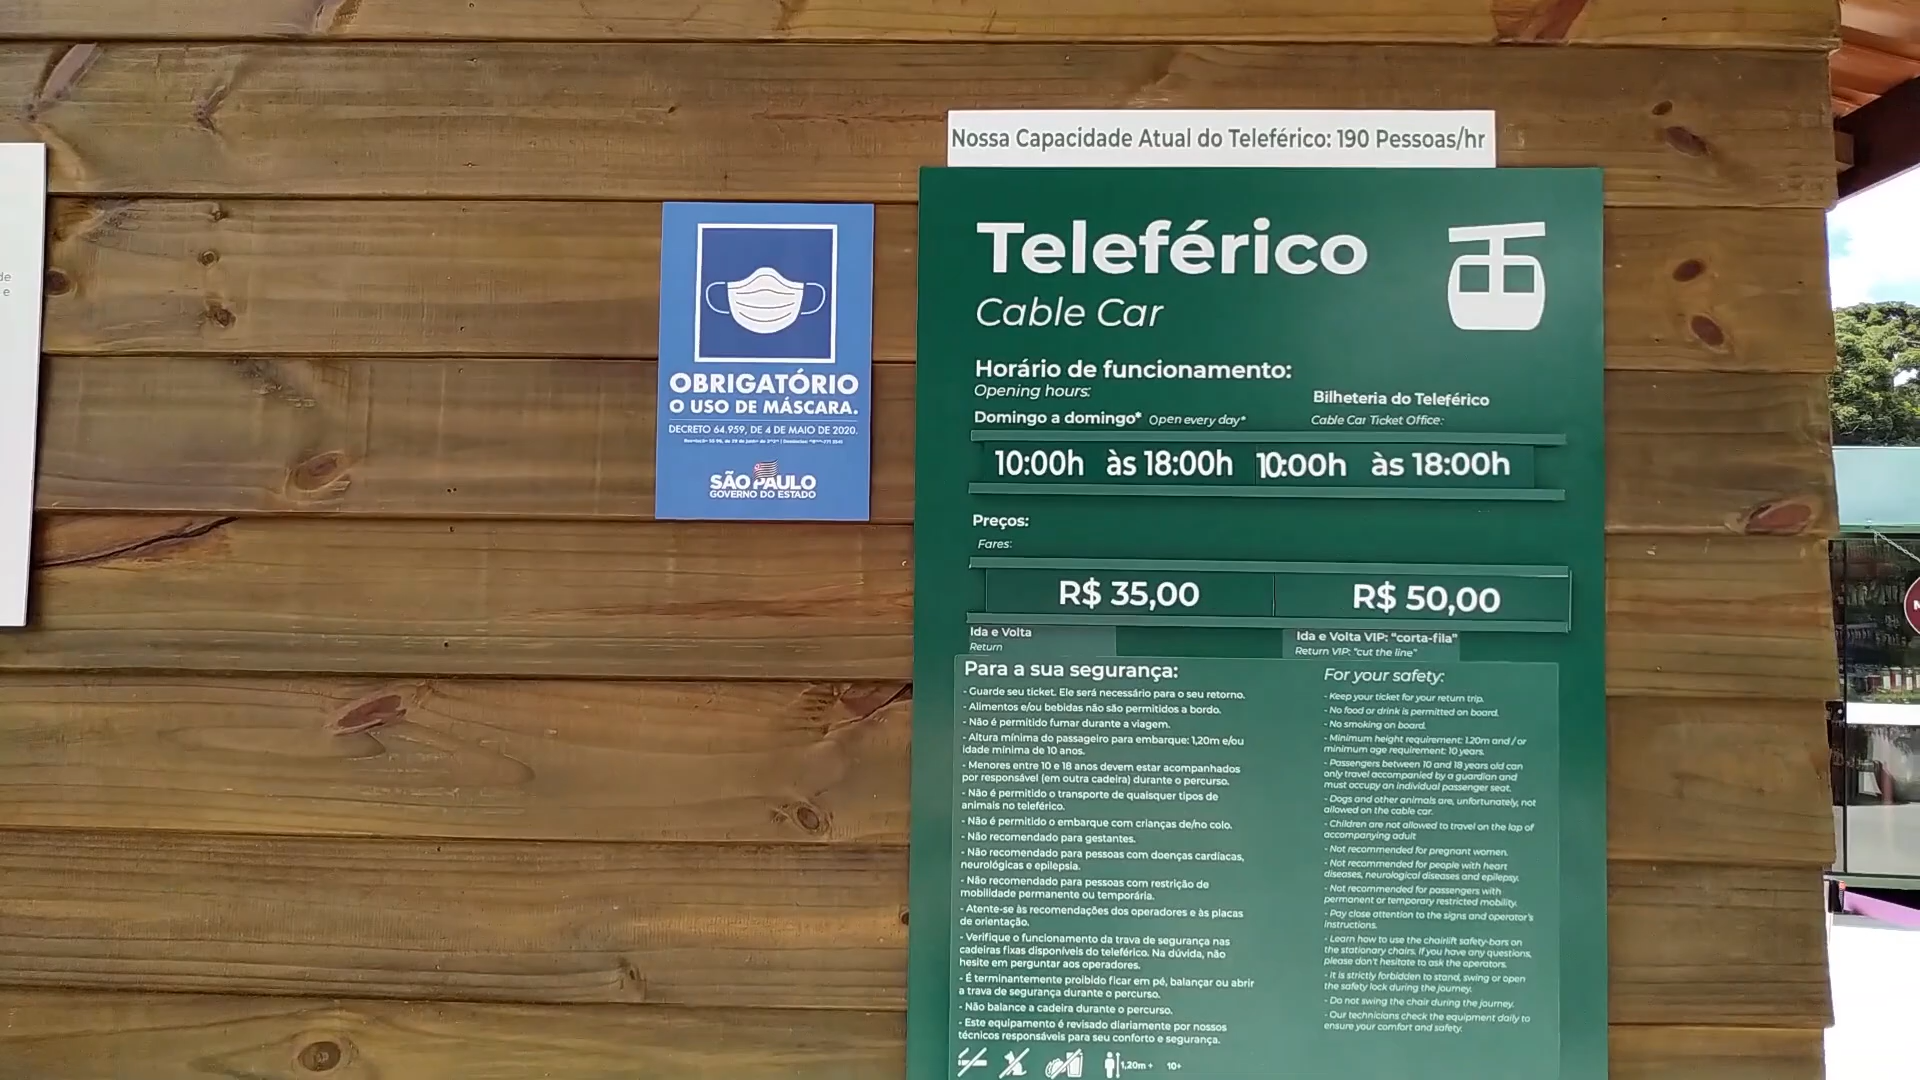 de
e
OBRIGATÓRIO
O USO DE MÁSCARA.
DECRETO 64.959, DE 4 DE MAIO DE 2020.
SÃO PAULO
GOVERNO DO ESTADO
Nossa Capacidade Atual do Teleférico: 190 Pessoas/hr
Teleférico
Cable Car
Horário de funcionamento:
Opening hours:
Domingo a domingo* Open every day*
Bilheteria do Teleférico
Cable Car Ticket Office:
10:00h às 18:00h 10:00h às 18:00h
Preços:
Fares:
R$ 35,00 R$ 50,00
Ida e Volta
Return
Ida e Volta VIP: "corta-fila"
Return VIP: "cut the line"
Para a sua segurança:
- Guarde seu ticket. Ele será necessário para o seu retorno.
- Alimentos e/ou bebidas não são permitidos a bordo.
- Não é permitido fumar durante a viagem.
- Altura mínima do passageiro para embarque: 1,20m e/ou
idade mínima de 10 anos.
- Menores entre 10 e 18 anos devem estar acompanhados
por responsável (em outra cadeira) durante o percurso.
- Não é permitido o transporte de quaisquer tipos de
animais no teleférico.
- Não é permitido o embarque com crianças de/no colo.
- Não recomendado para gestantes.
- Não recomendado para pessoas com doenças cardíacas,
neurológicas e epilepsia.
- Não recomendado para pessoas com restrição de
mobilidade permanente ou temporária.
- Atente-se às recomendações dos operadores e às placas
de orientação.
- Verifique o funcionamento da trava de segurança nas
cadeiras fixas disponíveis do teleférico. Na dúvida, não
hesite em perguntar aos operadores.
- É terminantemente proibido ficar em pé, balançar ou abrir
a trava de segurança durante o percurso.
- Não balance a cadeira durante o percurso.
- Este equipamento é revisado diariamente por nossos
técnicos responsáveis para seu conforto e segurança.
1,20m + 10+
For your safety:
- Keep your ticket for your return trip.
- No food or drink is permitted on board.
- No smoking on board.
- Minimum height requirement: 1.20m and / or
minimum age requirement: 10 years.
- Passengers between 10 and 18 years old can
only travel accompanied by a guardian and
must occupy an individual passenger seat.
- Dogs and other animals are, unfortunately, not
allowed on the cable car.
- Children are not allowed to travel on the lap of
accompanying adult
- Not recommended for pregnant women.
- Not recommended for people with heart
diseases, neurological diseases and epilepsy.
- Not recommended for passengers with
permanent or temporary restricted mobility.
- Pay close attention to the signs and operator's
instructions.
- Learn how to use the chairlift safety-bars on
the stationary chairs. If you have any questions,
please don't hesitate to ask the operators.
- It is strictly forbidden to stand, swing or open
the safety lock during the journey.
- Do not swing the chair during the journey.
- Our technicians check the equipment daily to
ensure your comfort and safety.